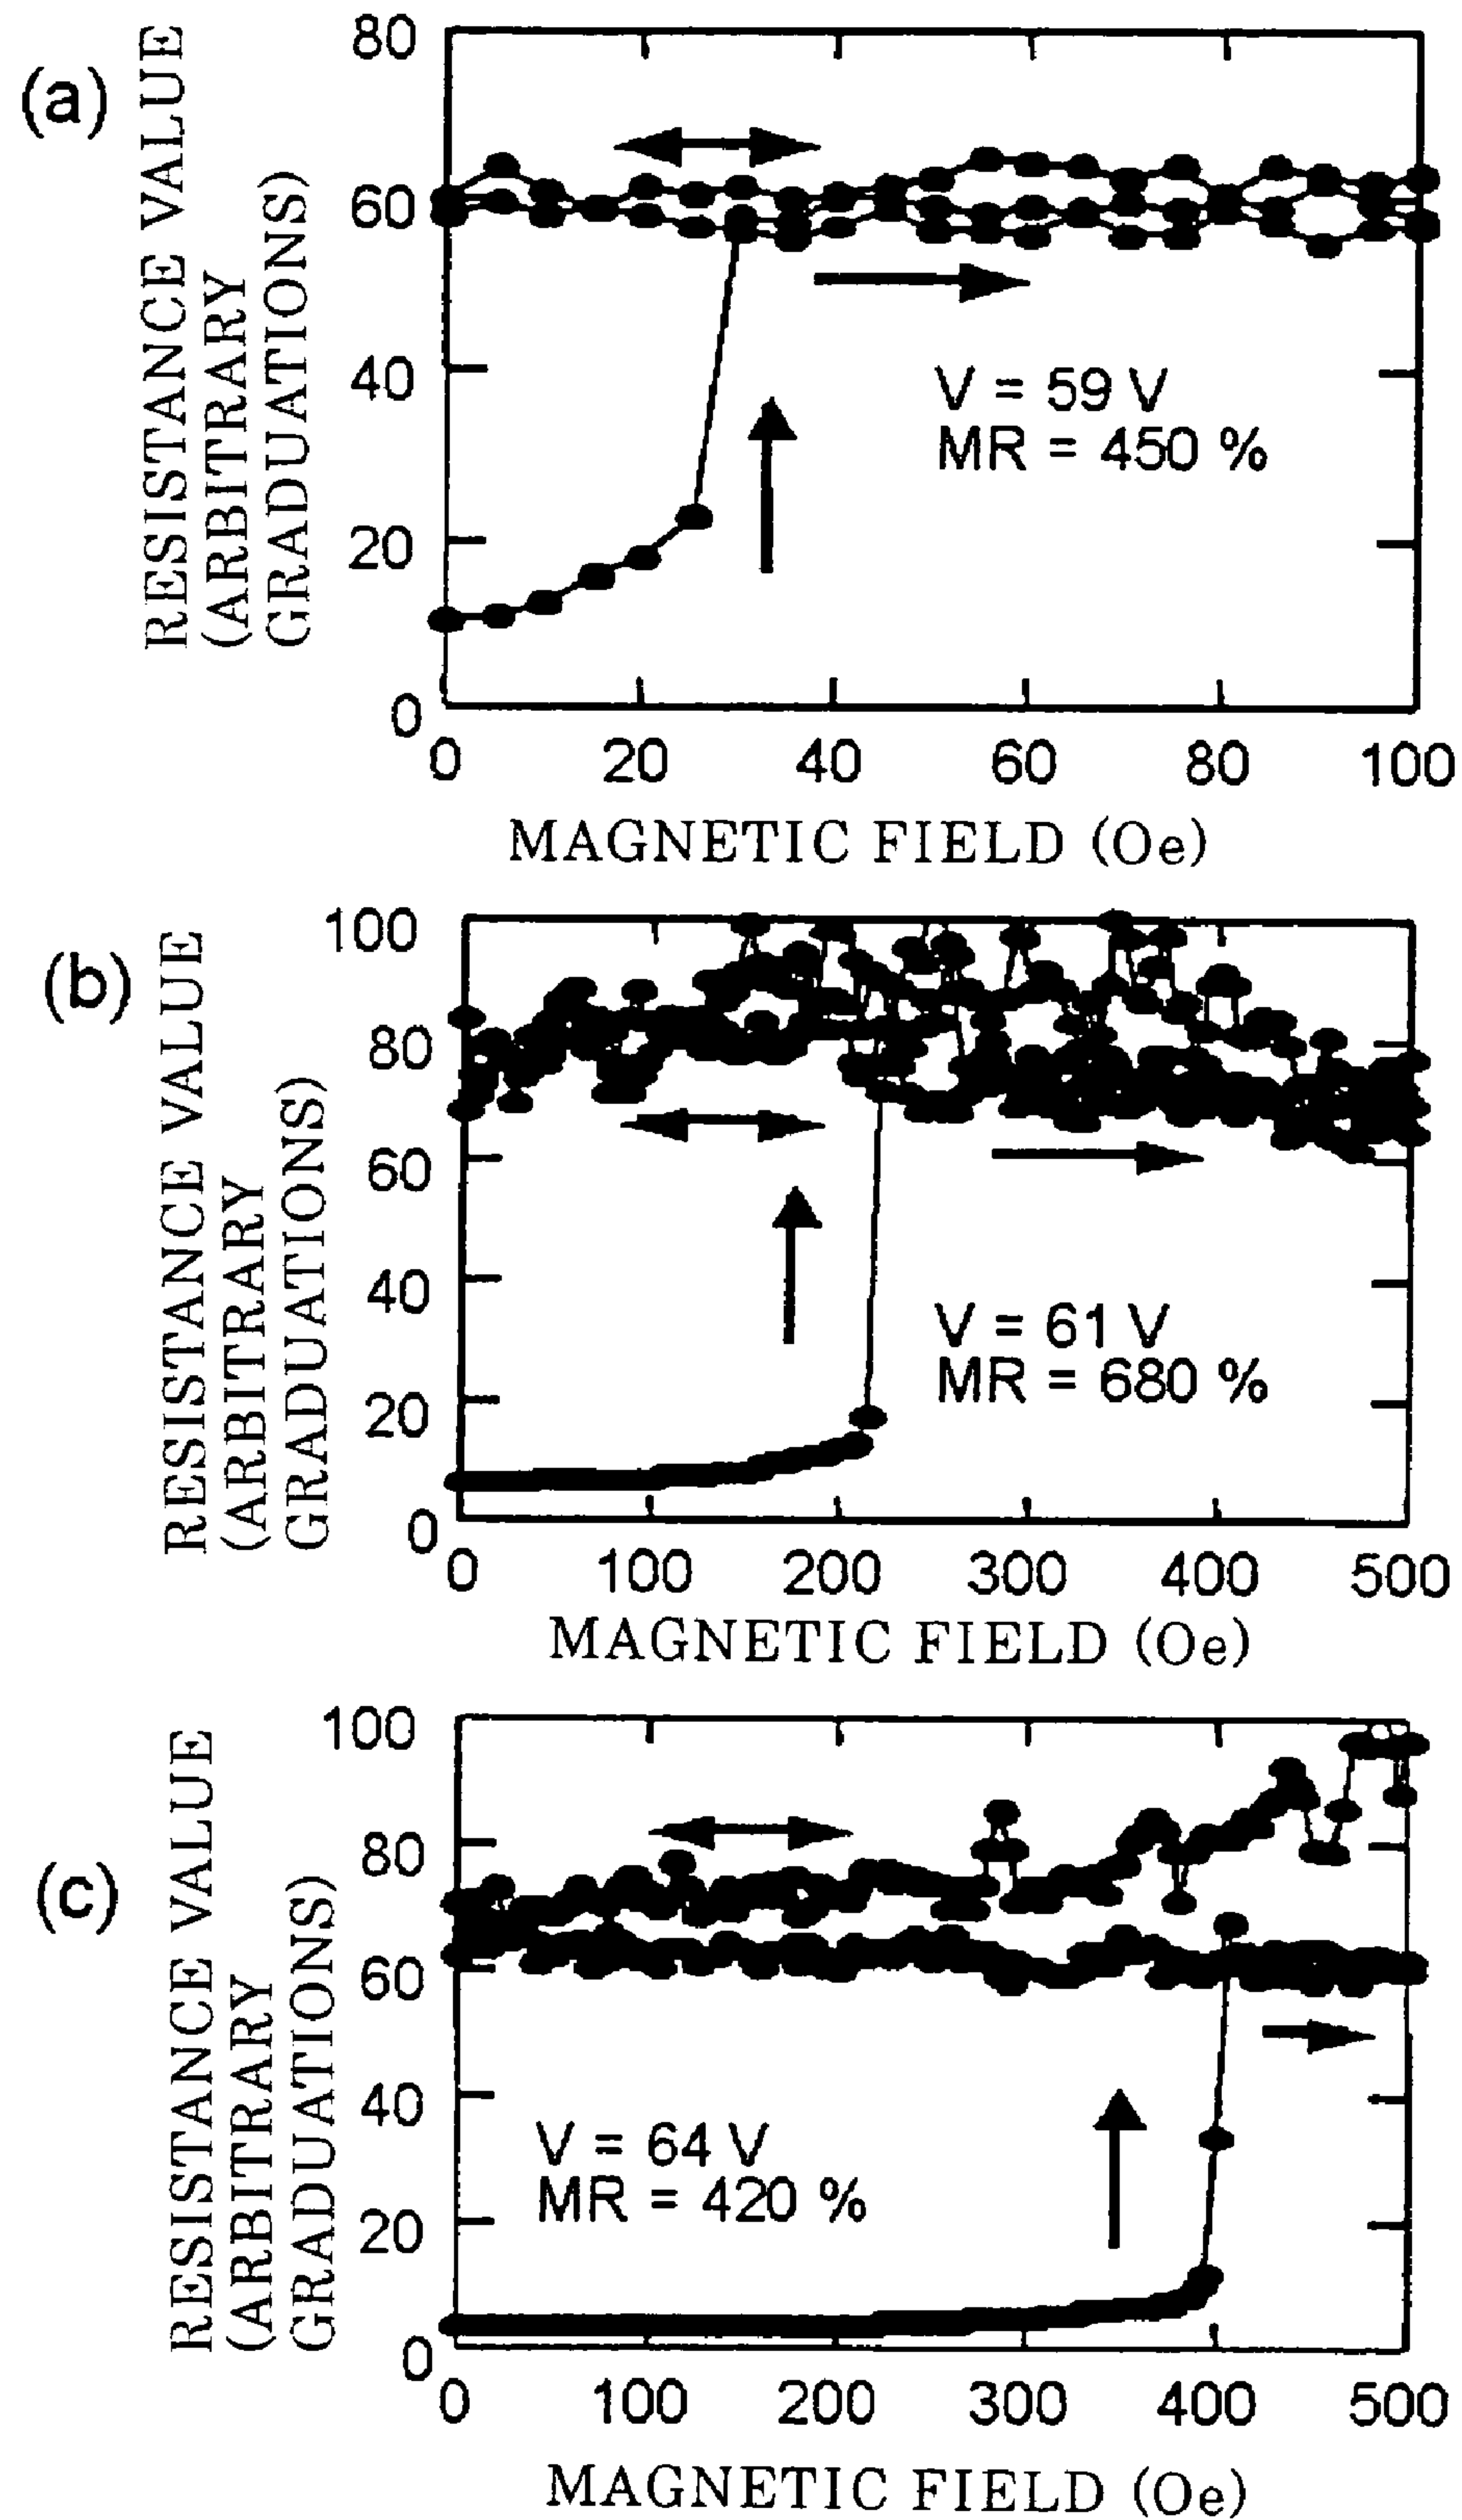 (a)
RESISTANCE VALUE
(ARBITRARY
GRADUATIONS)
80
60
40
20
0
V = 59 V
MR = 450 %
0 20 40 60 80 100
MAGNETIC FIELD (Oe)
(b)
RESISTANCE VALUE
(ARBITRARY
GRADUATIONS)
100
80
60
40
20
0
V = 61 V
MR = 680 %
0 100 200 300 400 500
MAGNETIC FIELD (Oe)
(c)
RESISTANCE VALUE
(ARBITRARY
GRADUATIONS)
100
80
60
40
20
0
V = 64 V
MR = 420 %
0 100 200 300 400 500
MAGNETIC FIELD (Oe)